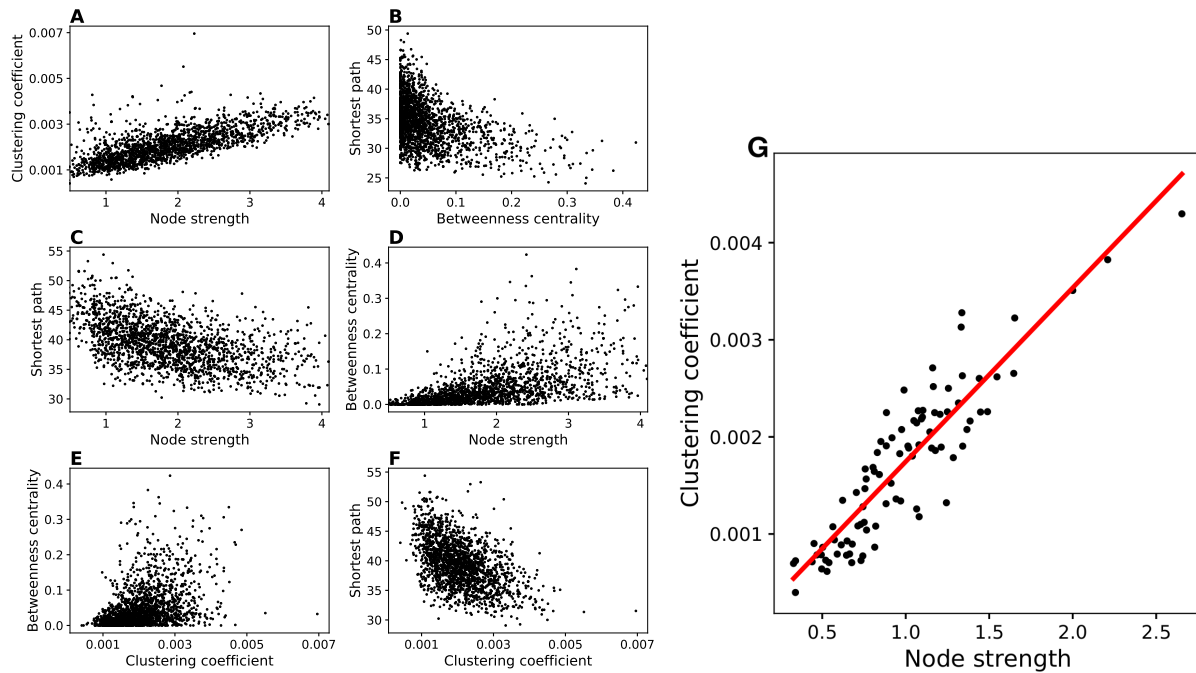 A
Clustering coefficient
0.007
0.005
0.003
0.001
1 2 3 4
Node strength
B
Shortest path
50
45
40
35
30
25
0.0 0.1 0.2 0.3 0.4
Betweenness centrality
C
Shortest path
55
50
45
40
35
30
1 2 3 4
Node strength
D
Betweenness centrality
0.4
0.3
0.2
0.1
0.0
1 2 3 4
Node strength
E
Betweenness centrality
0.4
0.3
0.2
0.1
0.0
0.001 0.003 0.005 0.007
Clustering coefficient
F
Shortest path
55
50
45
40
35
30
0.001 0.003 0.005 0.007
Clustering coefficient
G
Clustering coefficient
0.004
0.003
0.002
0.001
0.5 1.0 1.5 2.0 2.5
Node strength